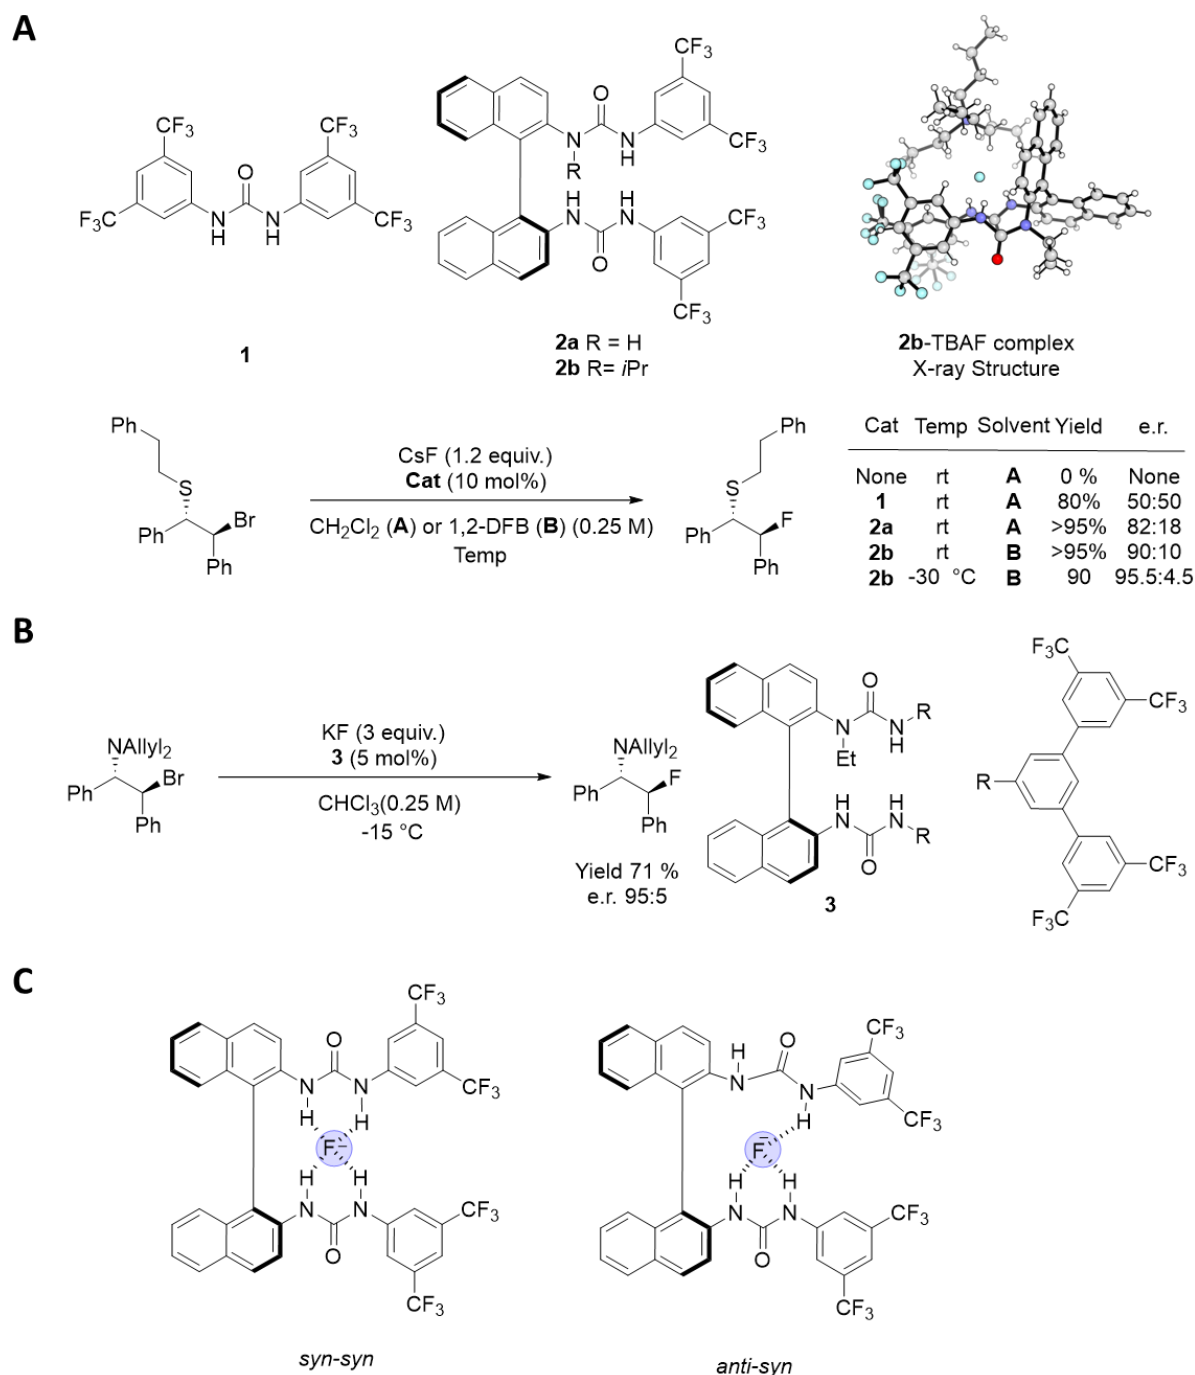 A
CF3
F3C
N
H
O
N
H
CF3
CF3
1
N
R
O
N
H
CF3
CF3
NH
NH
O
CF3
CF3
2a R = H
2b R= iPr
2b-TBAF complex
X-ray Structure
Ph
S
Ph
Br
Ph
CsF (1.2 equiv.)
Cat (10 mol%)
CH2Cl2 (A) or 1,2-DFB (B) (0.25 M)
Temp
Ph
S
Ph
F
Ph
Cat Temp Solvent Yield e.r.
None rt A 0 % None
1 rt A 80% 50:50
2a rt A >95% 82:18
2b rt B >95% 90:10
2b -30 °C B 90 95.5:4.5
B
NAllyl2
Ph
Br
Ph
KF (3 equiv.)
3 (5 mol%)
CHCl3(0.25 M)
-15 °C
NAllyl2
Ph
F
Ph
Yield 71 %
e.r. 95:5
N
Et
O
N
H
R
NH
O
NH
R
3
F3C
CF3
R
CF3
F3C
C
CF3
O
N
N
CF3
H
H
F−
H
H
N
N
O
CF3
CF3
syn-syn
H
N
O
N
H
CF3
CF3
F−
H
H
N
N
O
CF3
CF3
anti-syn